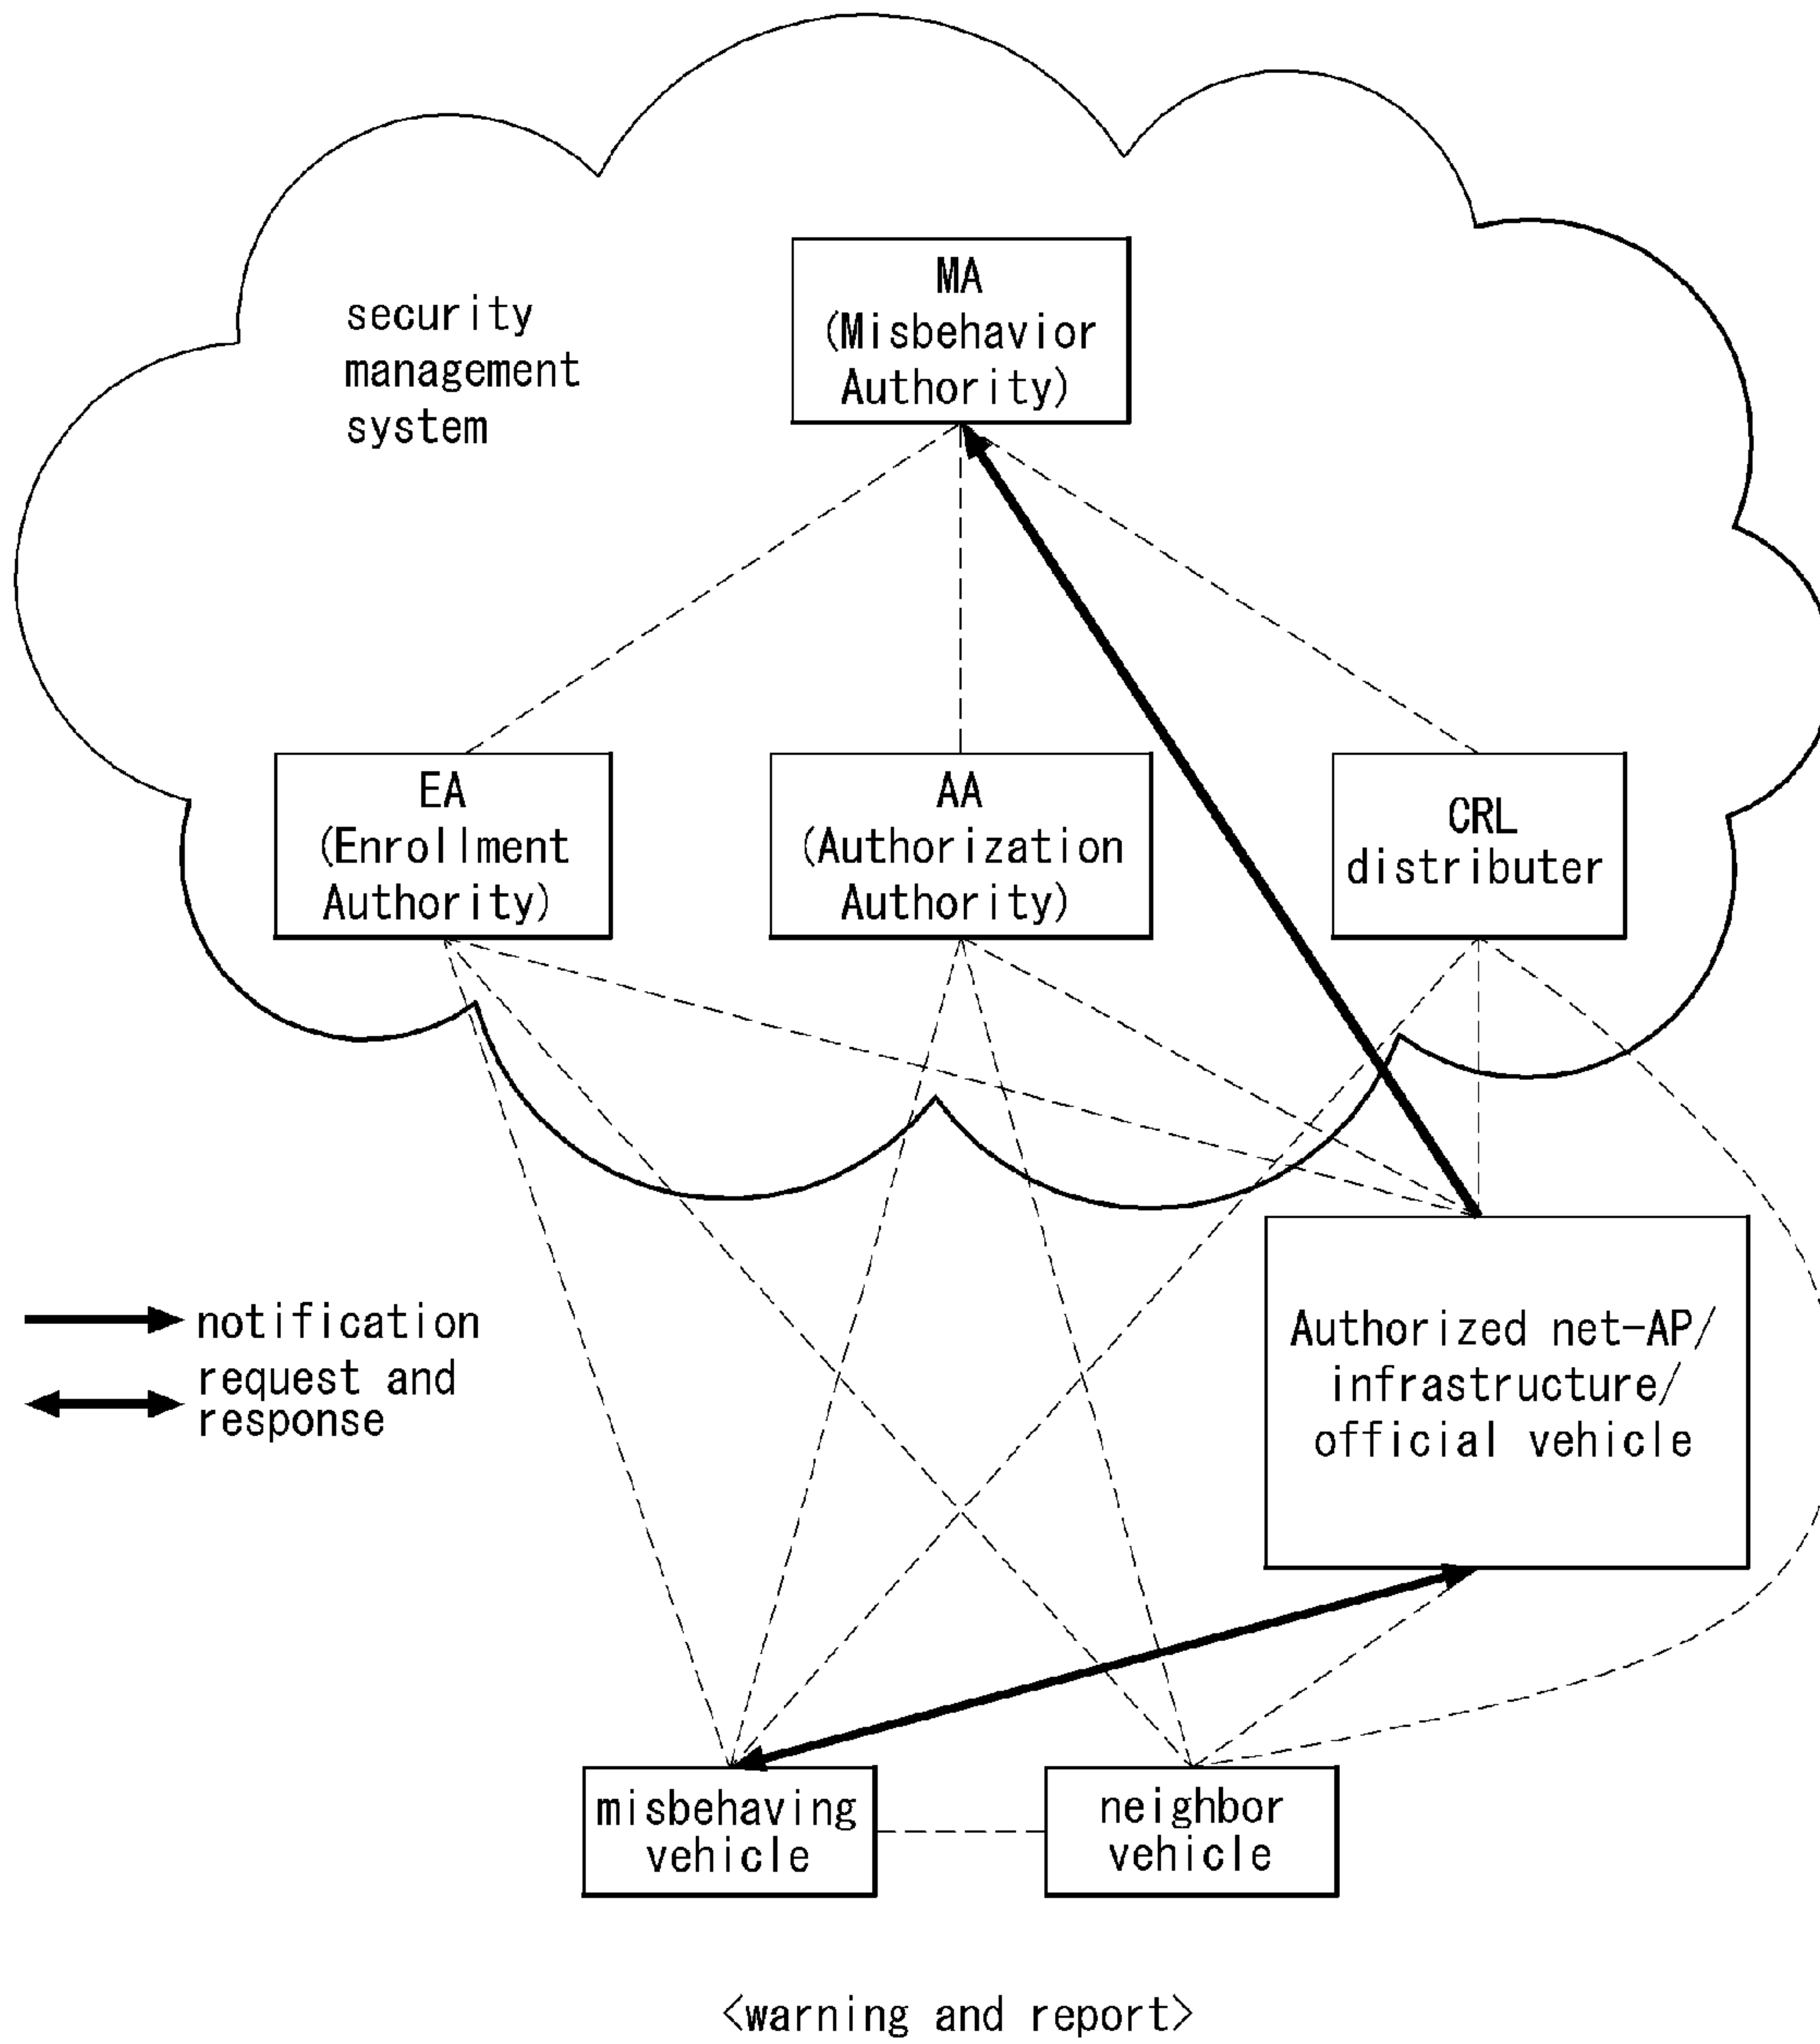 security
management
system
MA
(Misbehavior
Authority)
EA
(Enrollment
Authority)
AA
(Authorization
Authority)
CRL
distributer
notification
request and
response
Authorized net-AP/
infrastructure/
official vehicle
misbehaving
vehicle
neighbor
vehicle
<warning and report>